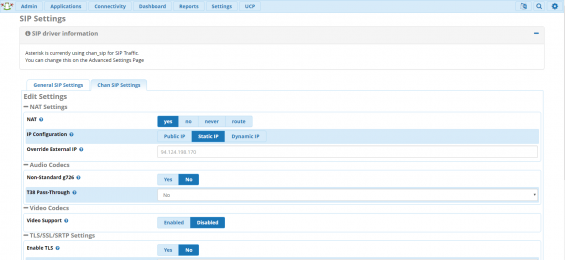 Admin Applications Connectivity Dashboard Reports Settings UCP
SIP Settings
SIP driver information
Asterisk is currently using chan_sip for SIP Traffic.
You can change this on the Advanced Settings Page
General SIP Settings Chan SIP Settings
Edit Settings
NAT Settings
NAT yes no never route
IP Configuration Public IP Static IP Dynamic IP
Override External IP 54.124.198.170
Audio Codecs
Non-Standard g726 Yes No
T38 Pass-Through No
Video Codecs
Video Support Enabled Disabled
TLS/SSL/SRTP Settings
Enable TLS Yes No